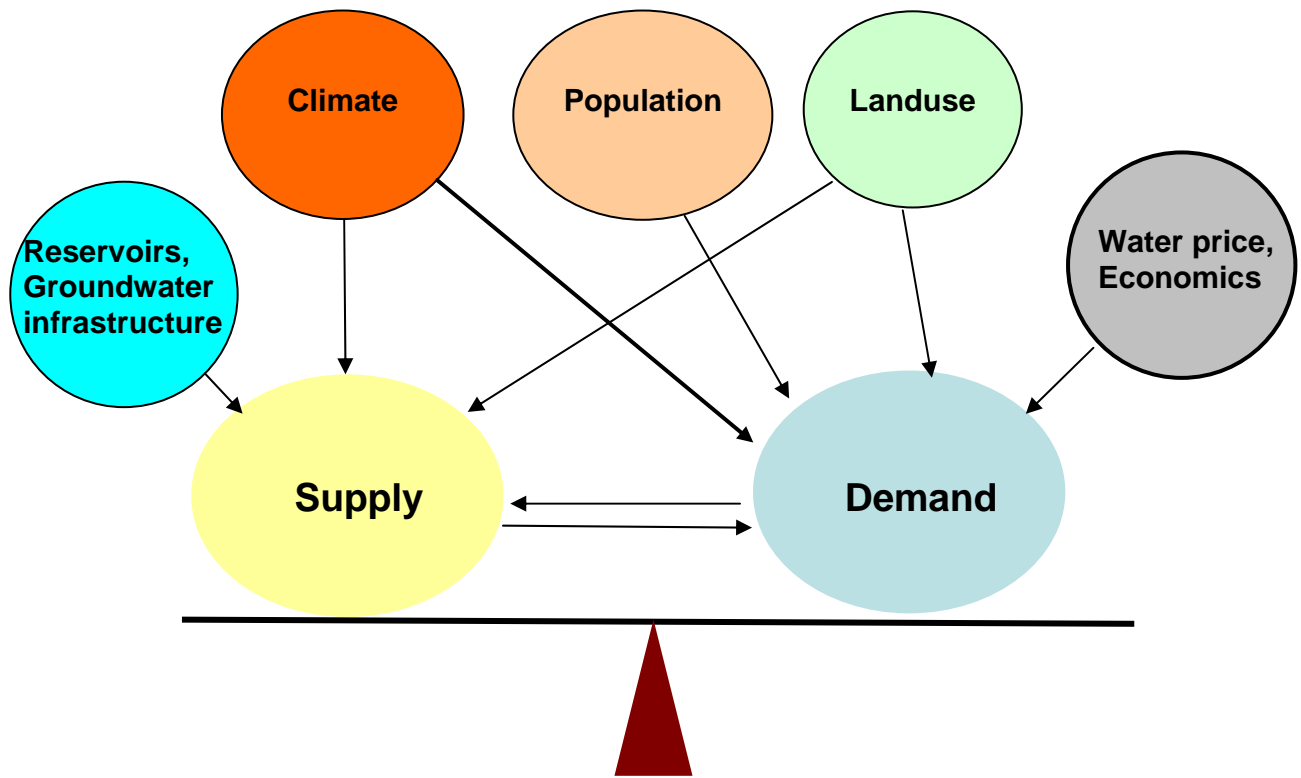 Climate
Population
Landuse
Reservoirs,
Groundwater
infrastructure
Water price,
Economics
Supply
Demand